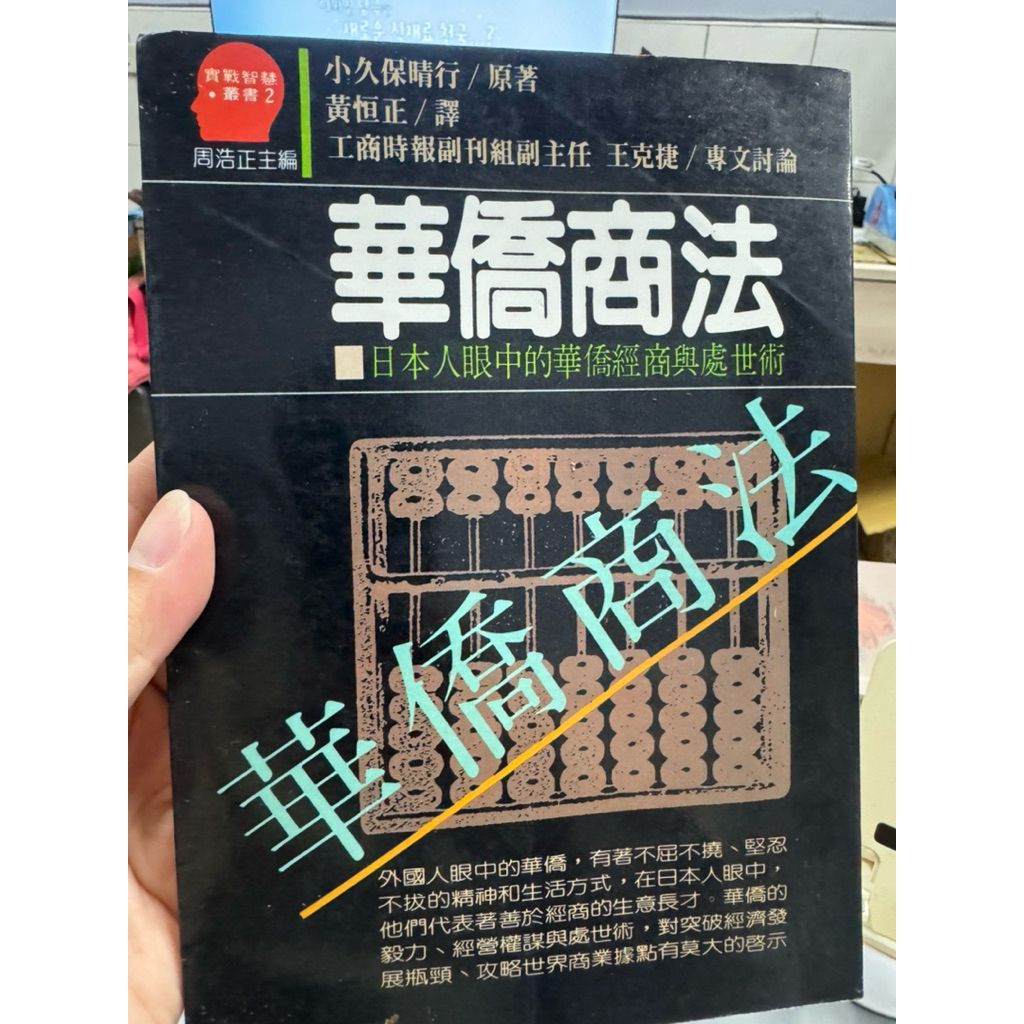 實戰智慧
•叢書2
周浩正主編
小久保晴行/原著
黃恒正/譯
工商時報副刊組副主任 王克捷/專文討論
華僑商法
■日本人眼中的華僑經商與處世術
華僑商法
外國人眼中的華僑，有著不屈不撓、堅忍
不拔的精神和生活方式，在日本人眼中，
他們代表著善於經商的生意長才。華僑的
毅力、經營權謀與處世術，對突破經濟發
展瓶頸、攻略世界商業據點有莫大的啓示